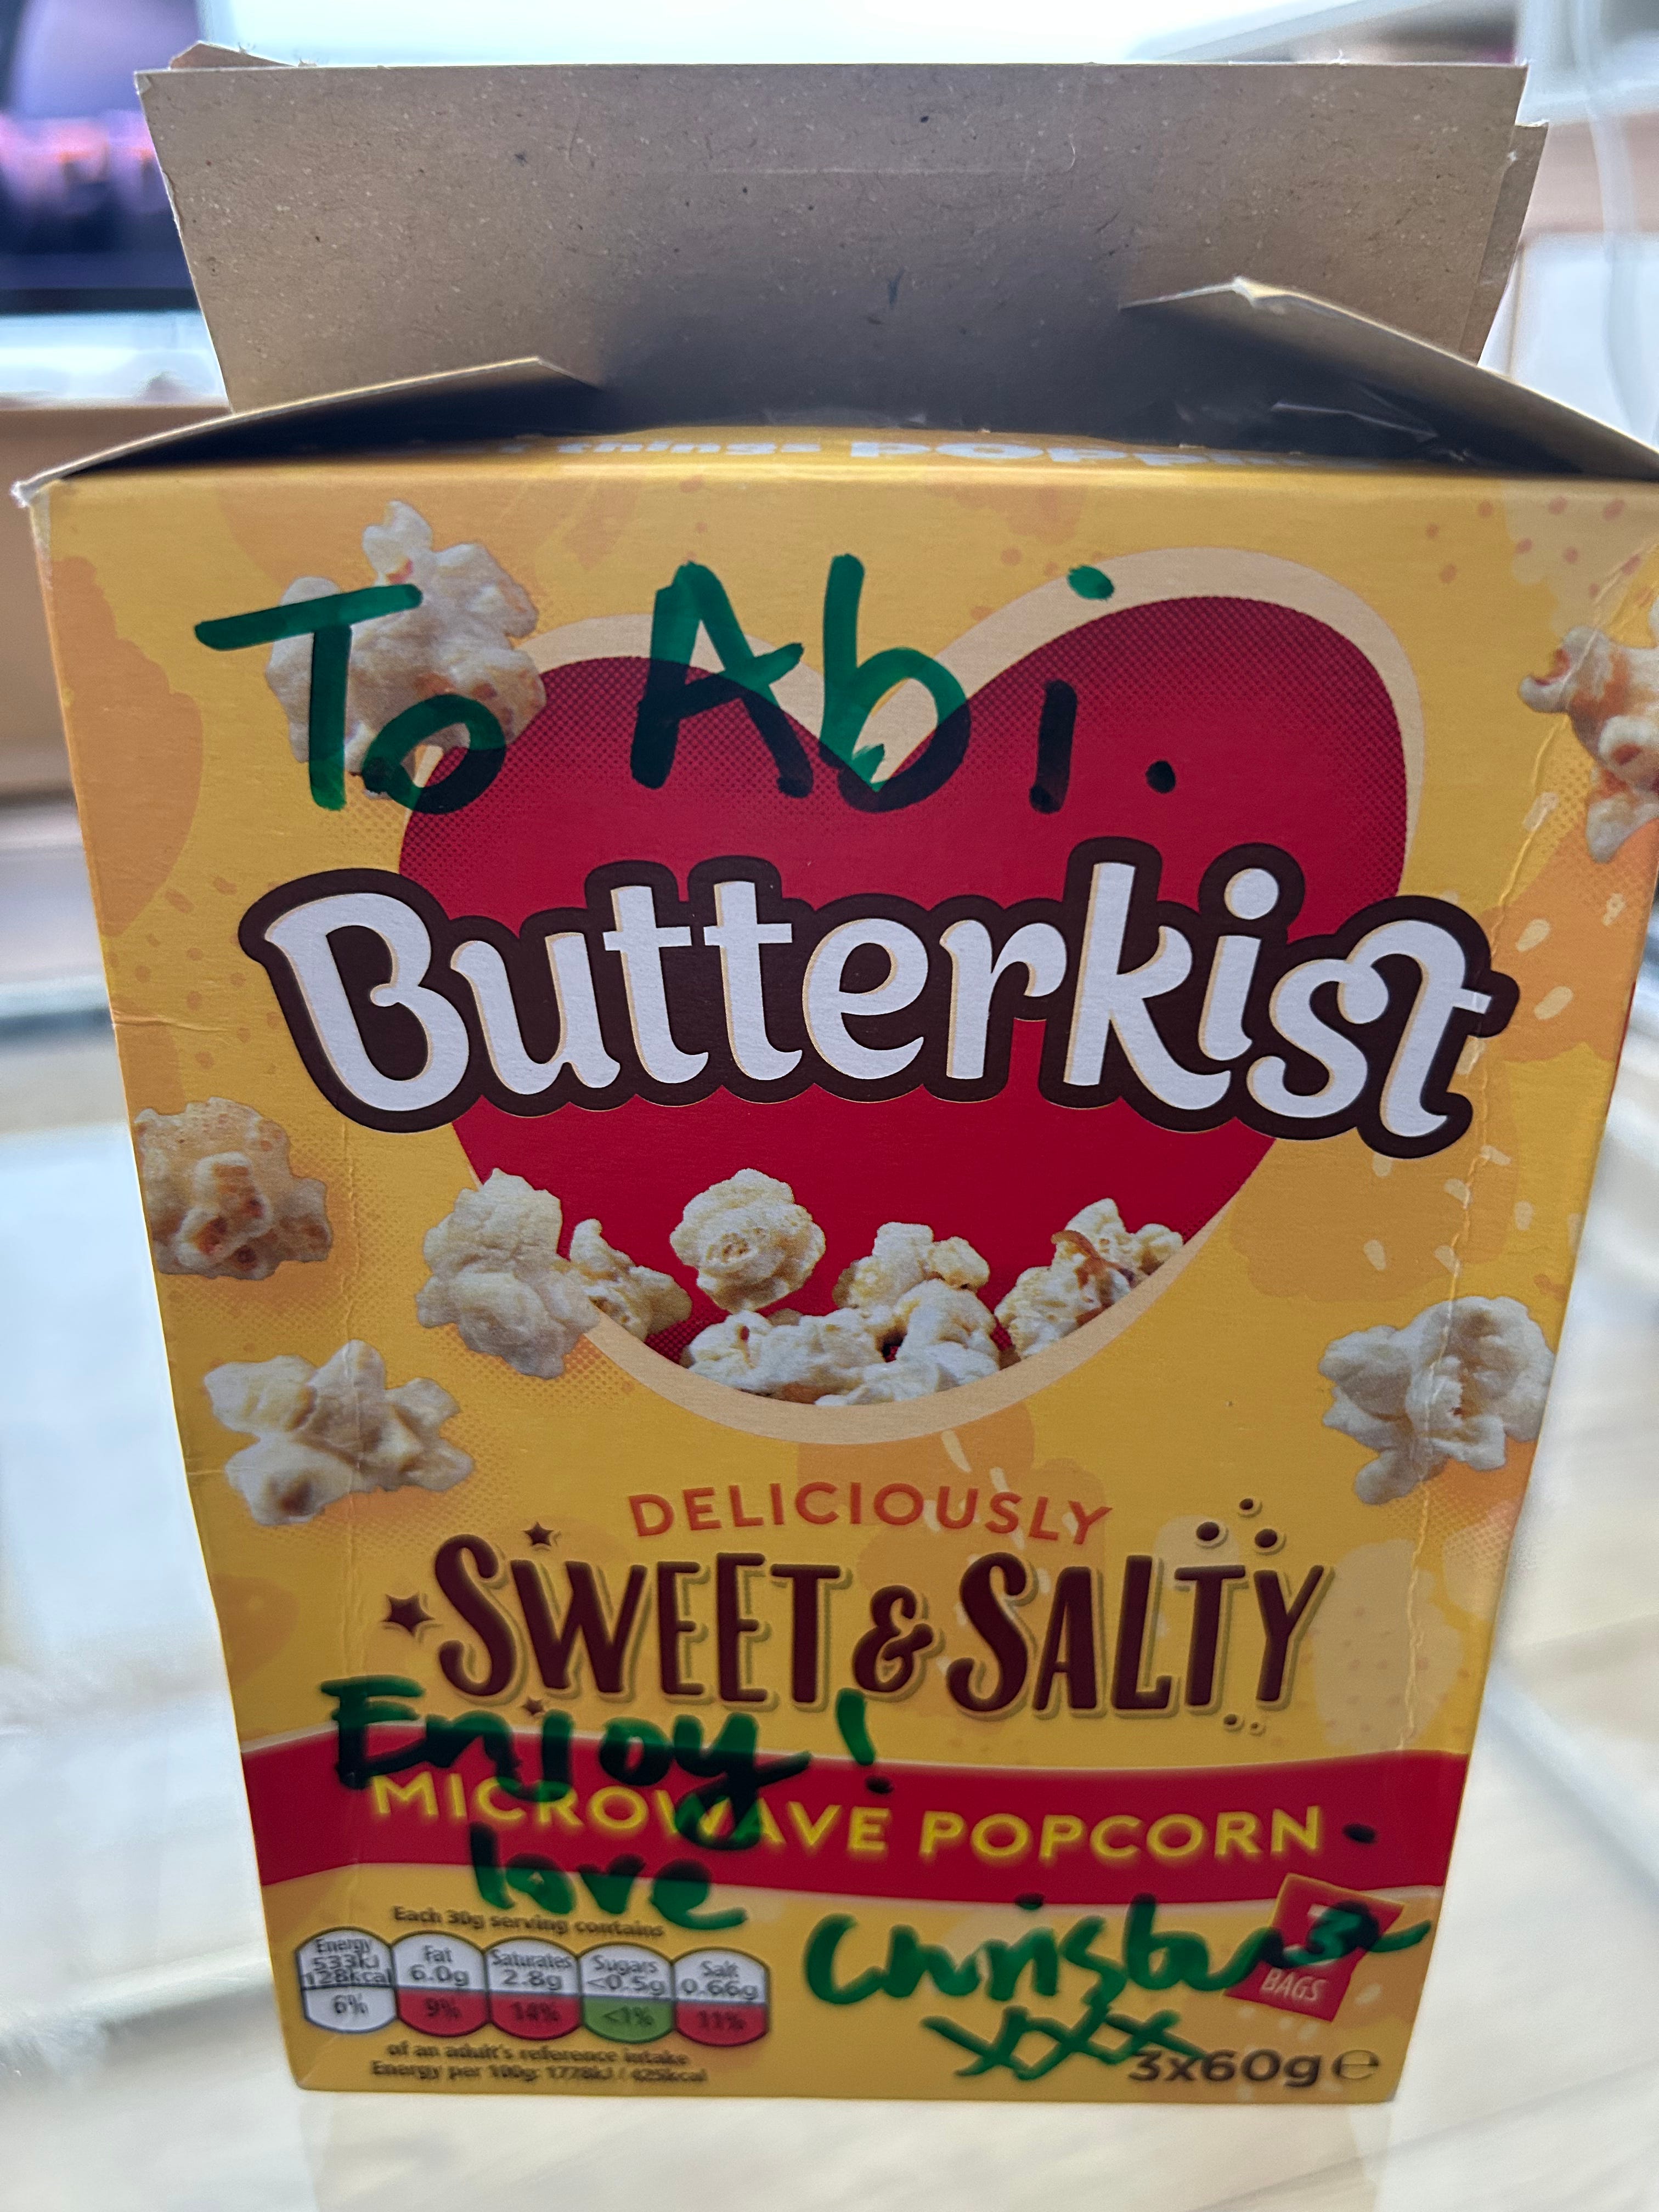 To Abi.
Butterkist
DELICIOUSLY
SWEET & SALTY
Enjoy!
MICROWAVE POPCORN
love
3
BAGS
xxx
Each 30g serving contains
Energy 533kJ 128kcal 6%
Fat 6.0g 9%
Saturates 2.8g 14%
Sugars <0.5g <1%
Salt 0.66g 11%
of an adult's reference intake
Energy per 100g: 1778kJ / 425kcal
3x60g e